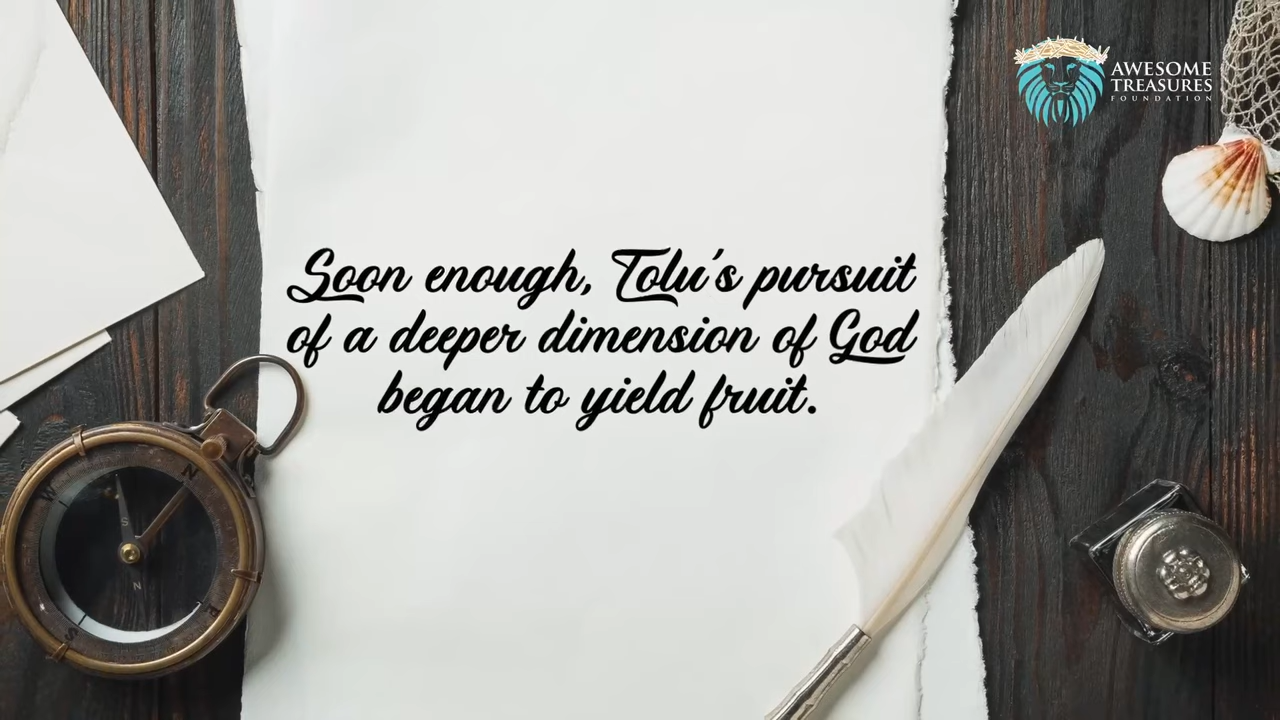 AWESOME
TREASURES
FOUNDATION
Soon enough, Tolu's pursuit
of a deeper dimension of God
began to yield fruit.
N
W
S
N
E
S